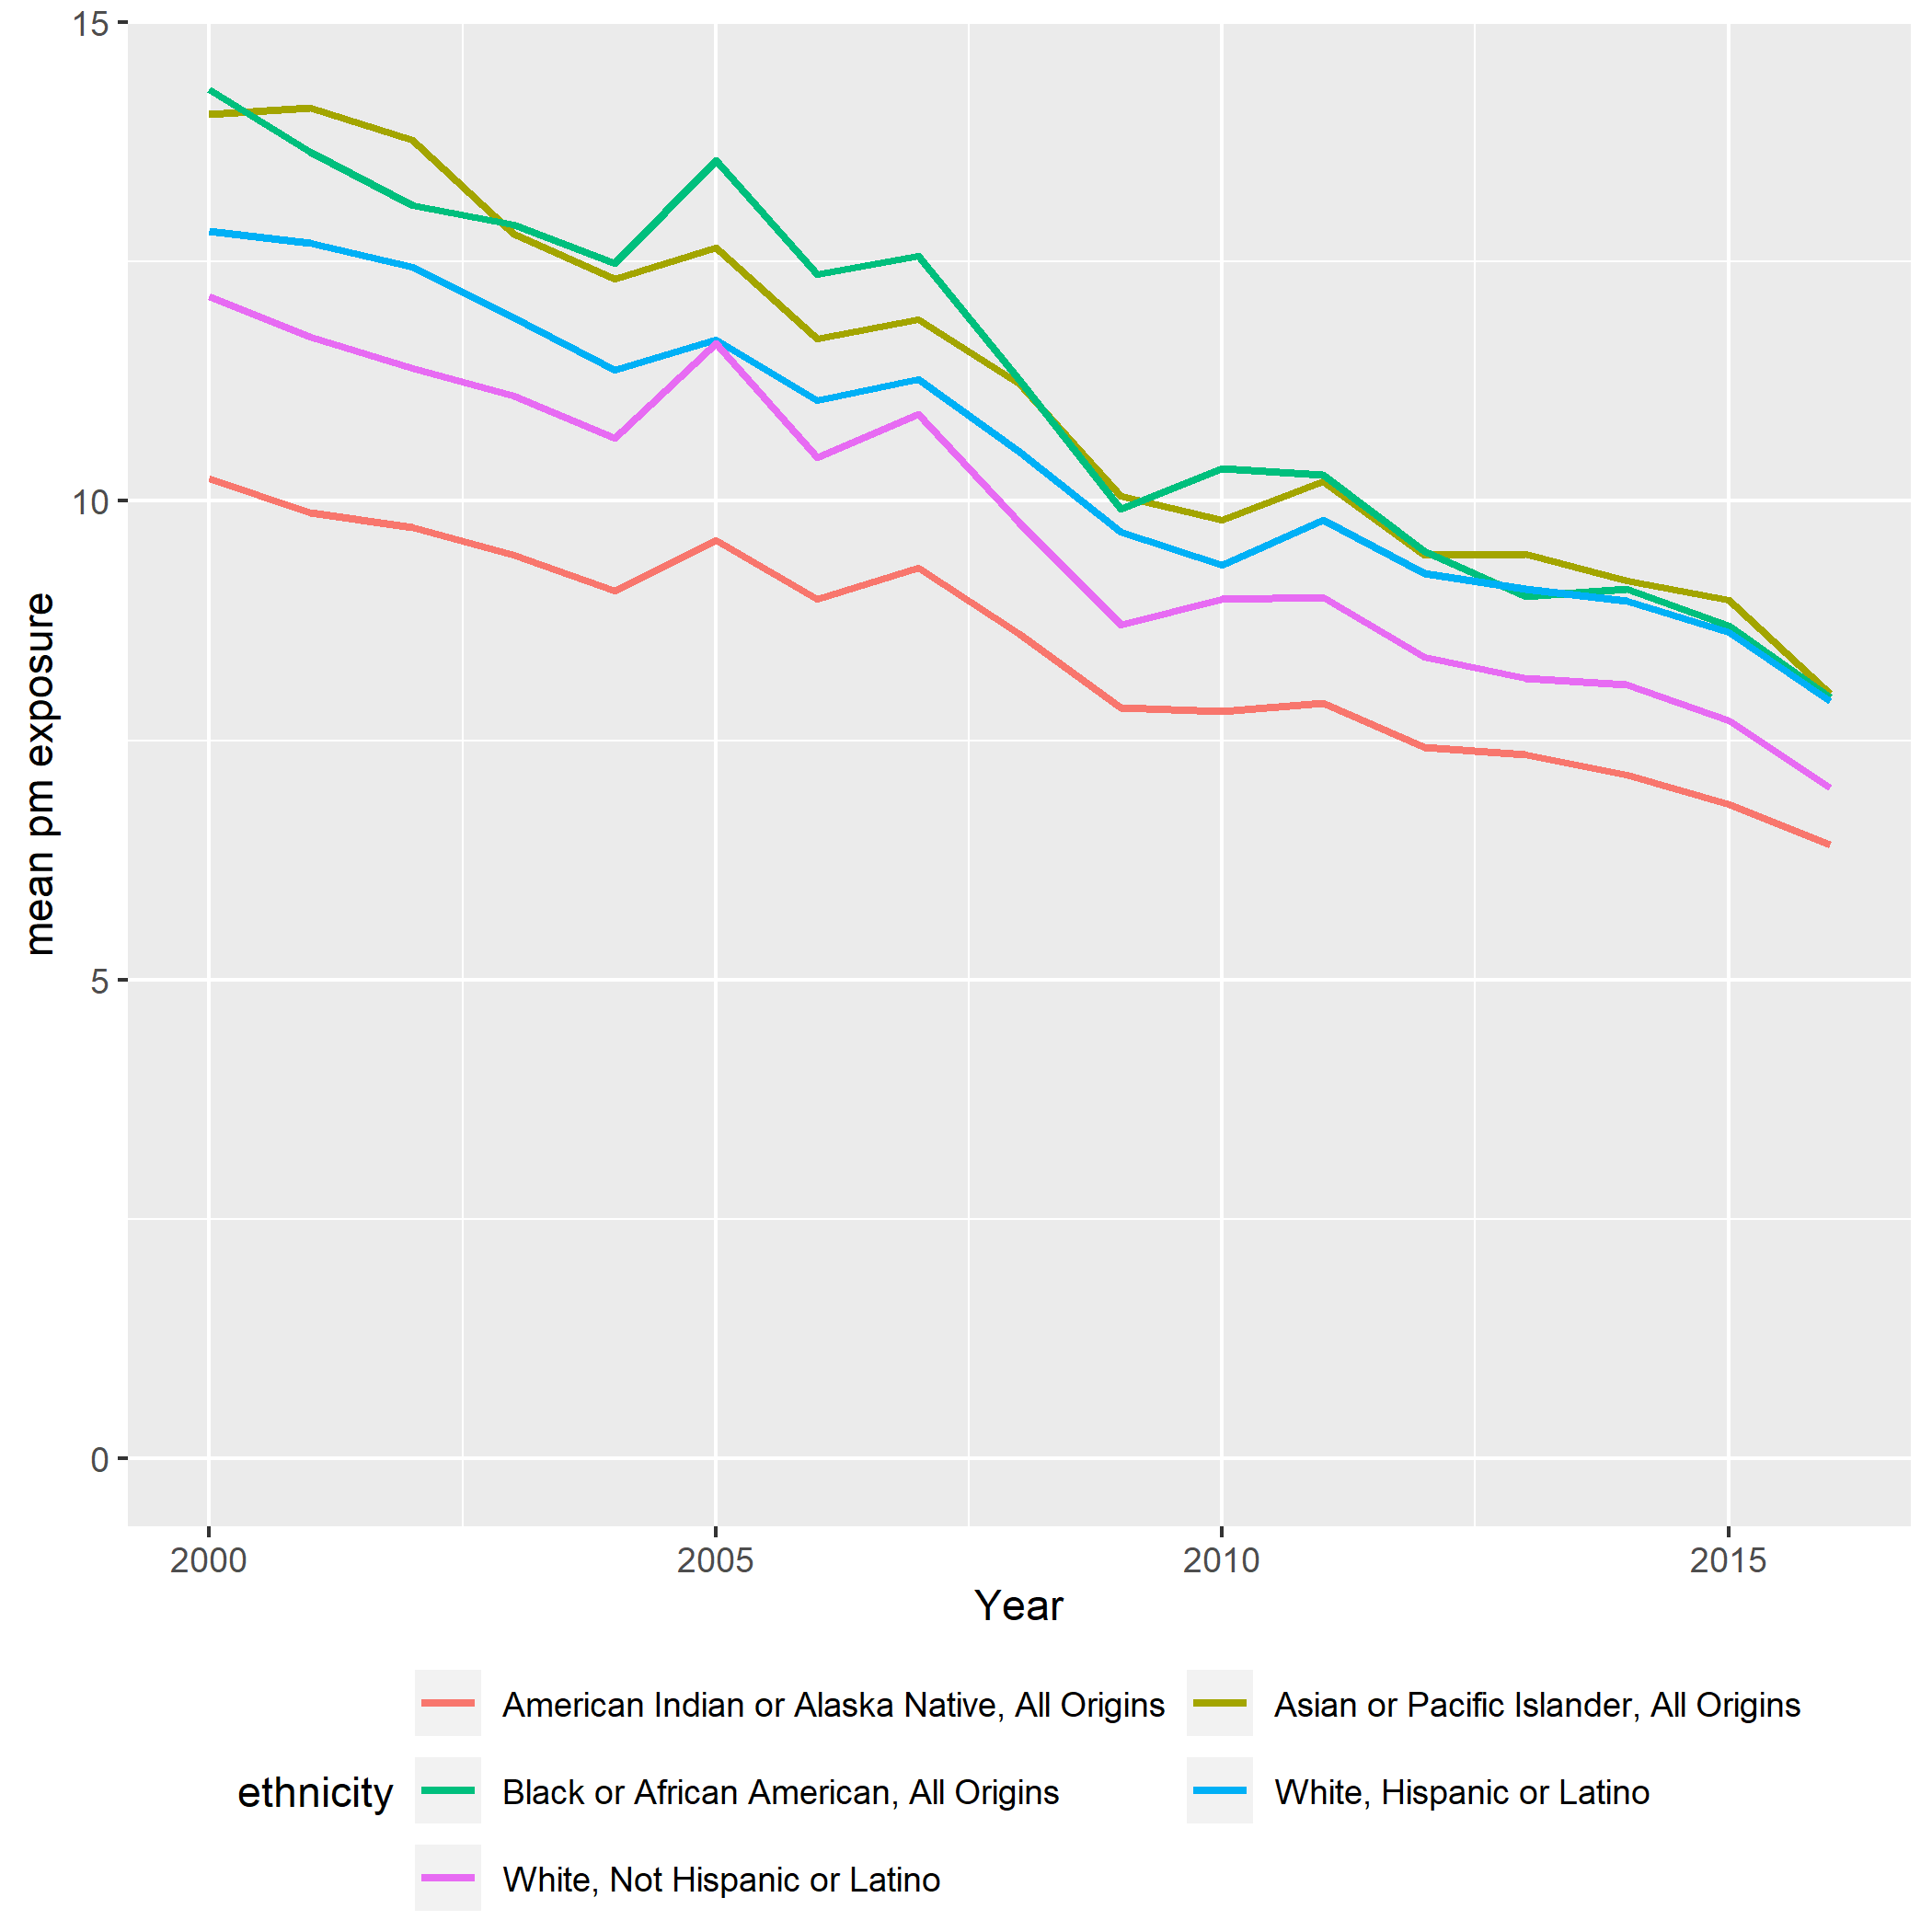 15
10
5
0
mean pm exposure
2000 2005 2010 2015
Year
ethnicity
American Indian or Alaska Native, All Origins
Asian or Pacific Islander, All Origins
Black or African American, All Origins
White, Hispanic or Latino
White, Not Hispanic or Latino